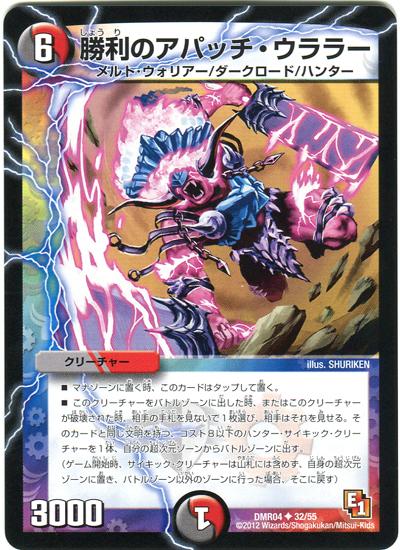 6
しょうり
勝利のアパッチ・ウララー
メルト・ウォリアー/ダークロード/ハンター
illus. SHURIKEN
クリーチャー
■ マナゾーンに置く時、このカードはタップして置く。
■ このクリーチャーをバトルゾーンに出した時、またはこのクリーチャー
が破壊された時、相手の手札を見ないで1枚選び、相手はそれを見せる。そ
のカードと同じ文明を持つ、コスト8以下のハンター・サイキック・クリーチ
ャーを1体、自分の超次元ゾーンからバトルゾーンに出す。
(ゲーム開始時、サイキック・クリーチャーは山札には含めず、自身の超次元
ゾーンに置き、バトルゾーン以外のゾーンに行った場合、そこに戻す)
3000
1
E1
DMR04 ◆ 32/55
©2012 Wizards/Shogakukan/Mitsui-Kids